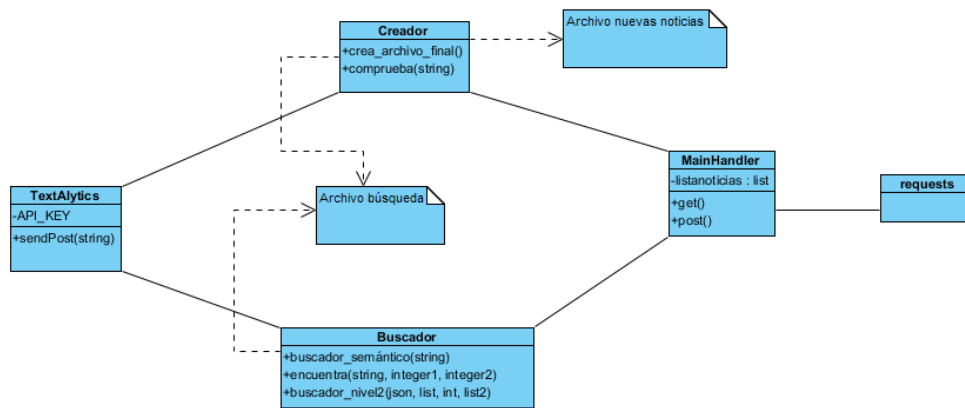 Creador
+crea_archivo_final()
+comprueba(string)
Archivo nuevas noticias
MainHandler
-listanoticias : list
+get()
+post()
requests
TextAlytics
-API_KEY
+sendPost(string)
Archivo búsqueda
Buscador
+buscador_semántico(string)
+encuentra(string, integer1, integer2)
+buscador_nivel2(json, list, int, list2)